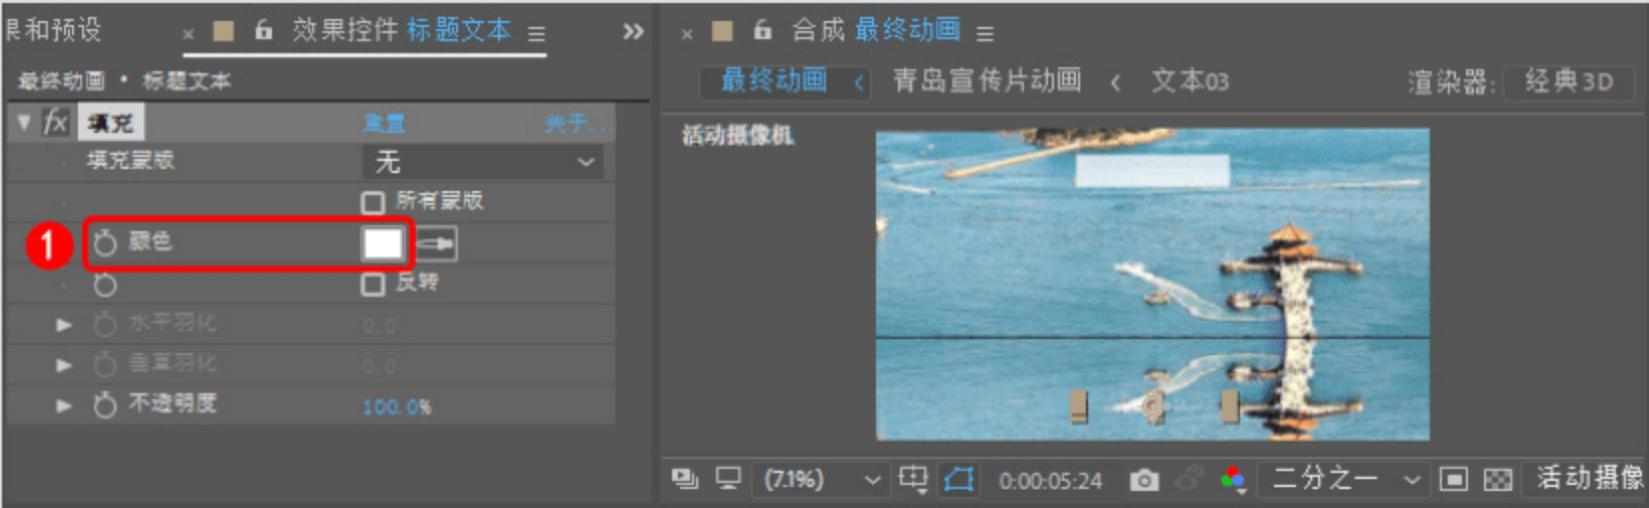 果和预设 × 效果控件 标题文本 ≡ »
最终动画 • 标题文本
fx 填充 重置 关于..
填充蒙版 无
所有蒙版
1 颜色
反转
水平羽化 0.0
垂直羽化 0.0
不透明度 100.0%
× 合成 最终动画 ≡
最终动画 ‹ 青岛宣传片动画 ‹ 文本03 渲染器: 经典3D
活动摄像机
(7.1%) 0:00:05:24 二分之一 活动摄像